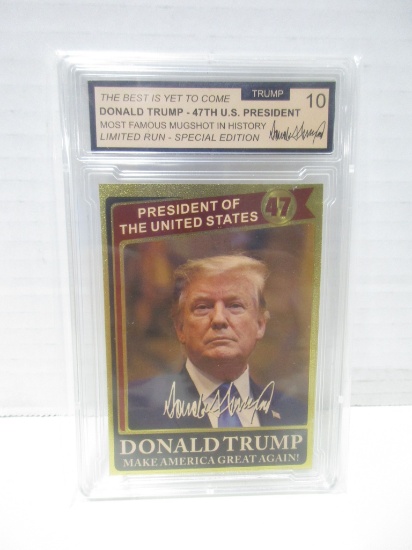 THE BEST IS YET TO COME
TRUMP
10
DONALD TRUMP - 47TH U.S. PRESIDENT
MOST FAMOUS MUGSHOT IN HISTORY
LIMITED RUN - SPECIAL EDITION
PRESIDENT OF
THE UNITED STATES
47
DONALD TRUMP
MAKE AMERICA GREAT AGAIN!